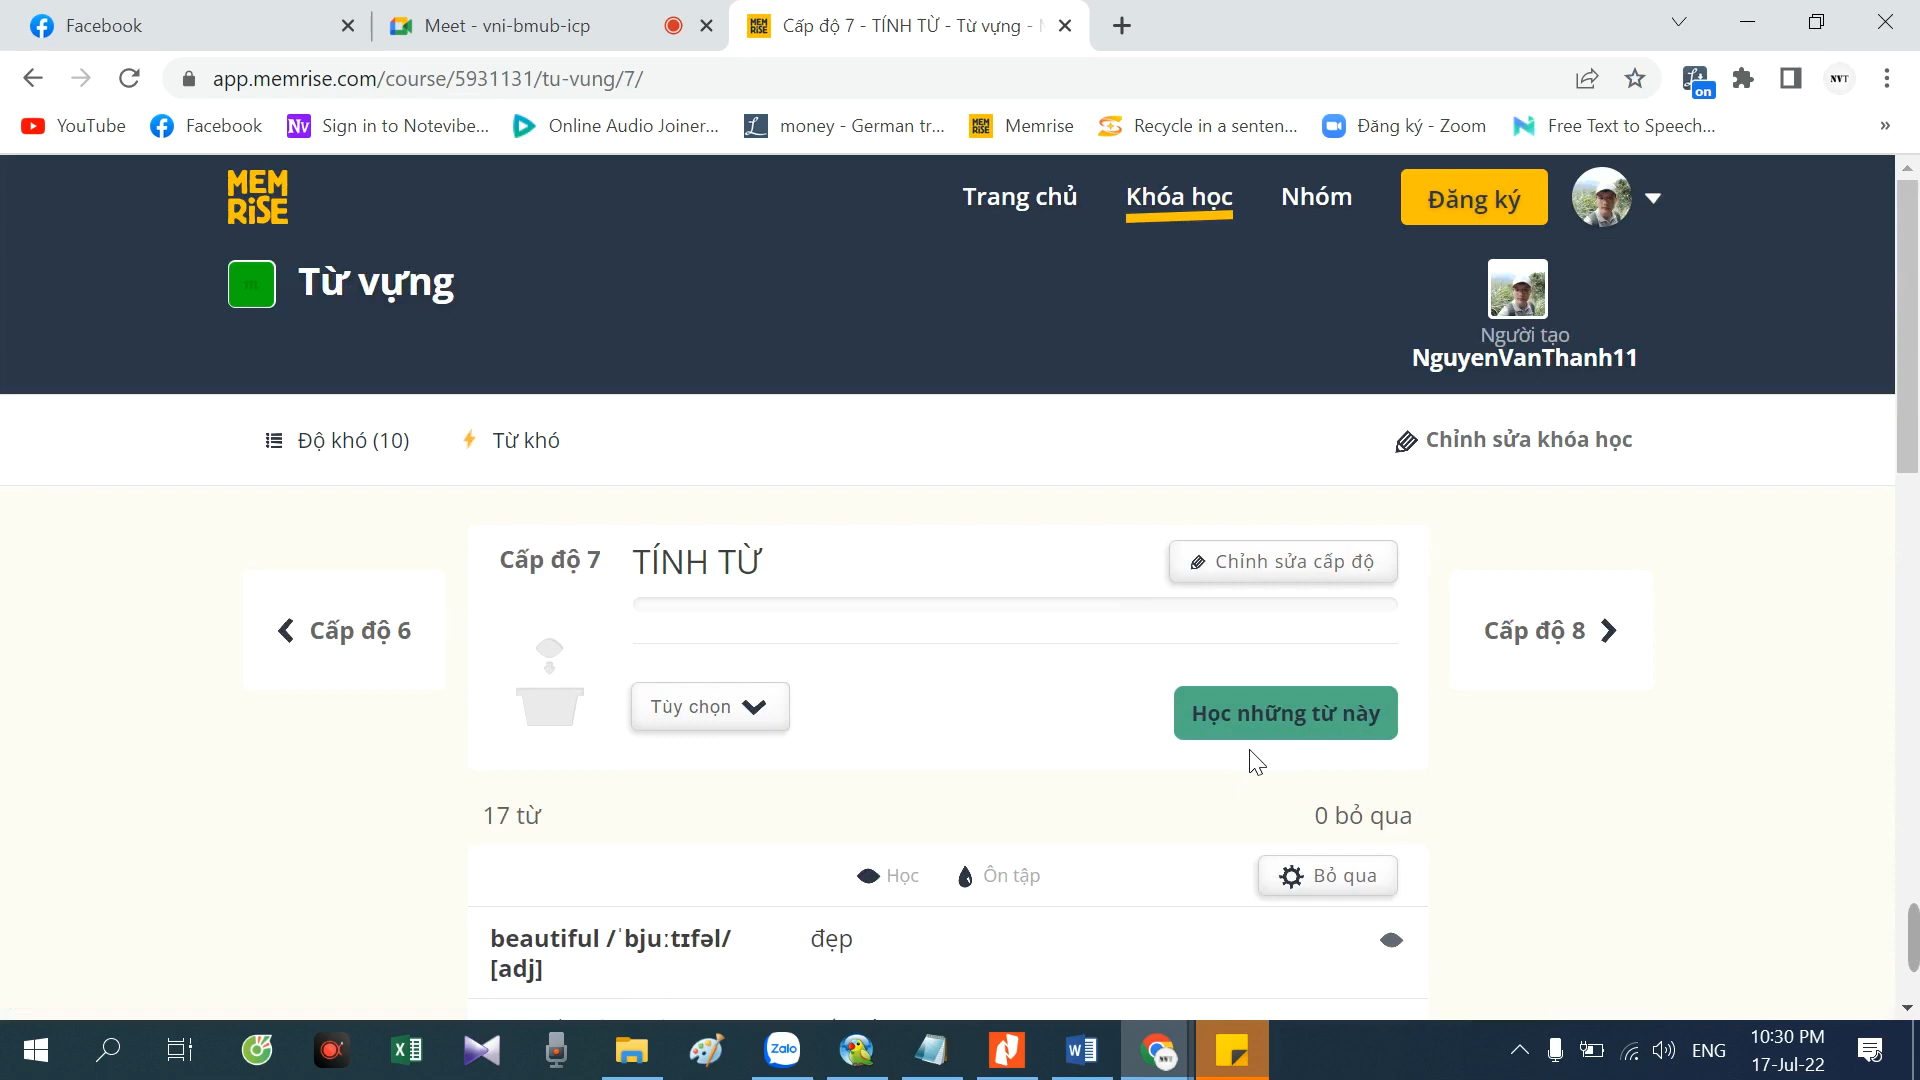 Facebook
Meet - vni-bmub-icp
Cấp độ 7 - TÍNH TỪ - Từ vựng -
app.memrise.com/course/5931131/tu-vung/7/
on
NVT
YouTube
Facebook
Sign in to Notevibe...
Online Audio Joiner...
money - German tr...
Memrise
Recycle in a senten...
Đăng ký - Zoom
Free Text to Speech...
»
MEM
RiSE
Trang chủ
Khóa học
Nhóm
Đăng ký
Từ vựng
Người tạo
NguyenVanThanh11
Độ khó (10)
Từ khó
Chỉnh sửa khóa học
Cấp độ 7
TÍNH TỪ
Chỉnh sửa cấp độ
Cấp độ 6
Cấp độ 8
Tùy chọn
Học những từ này
17 từ
0 bỏ qua
Học
Ôn tập
Bỏ qua
beautiful /ˈbjuːtɪfəl/
[adj]
đẹp
Zalo
ENG
10:30 PM
17-Jul-22